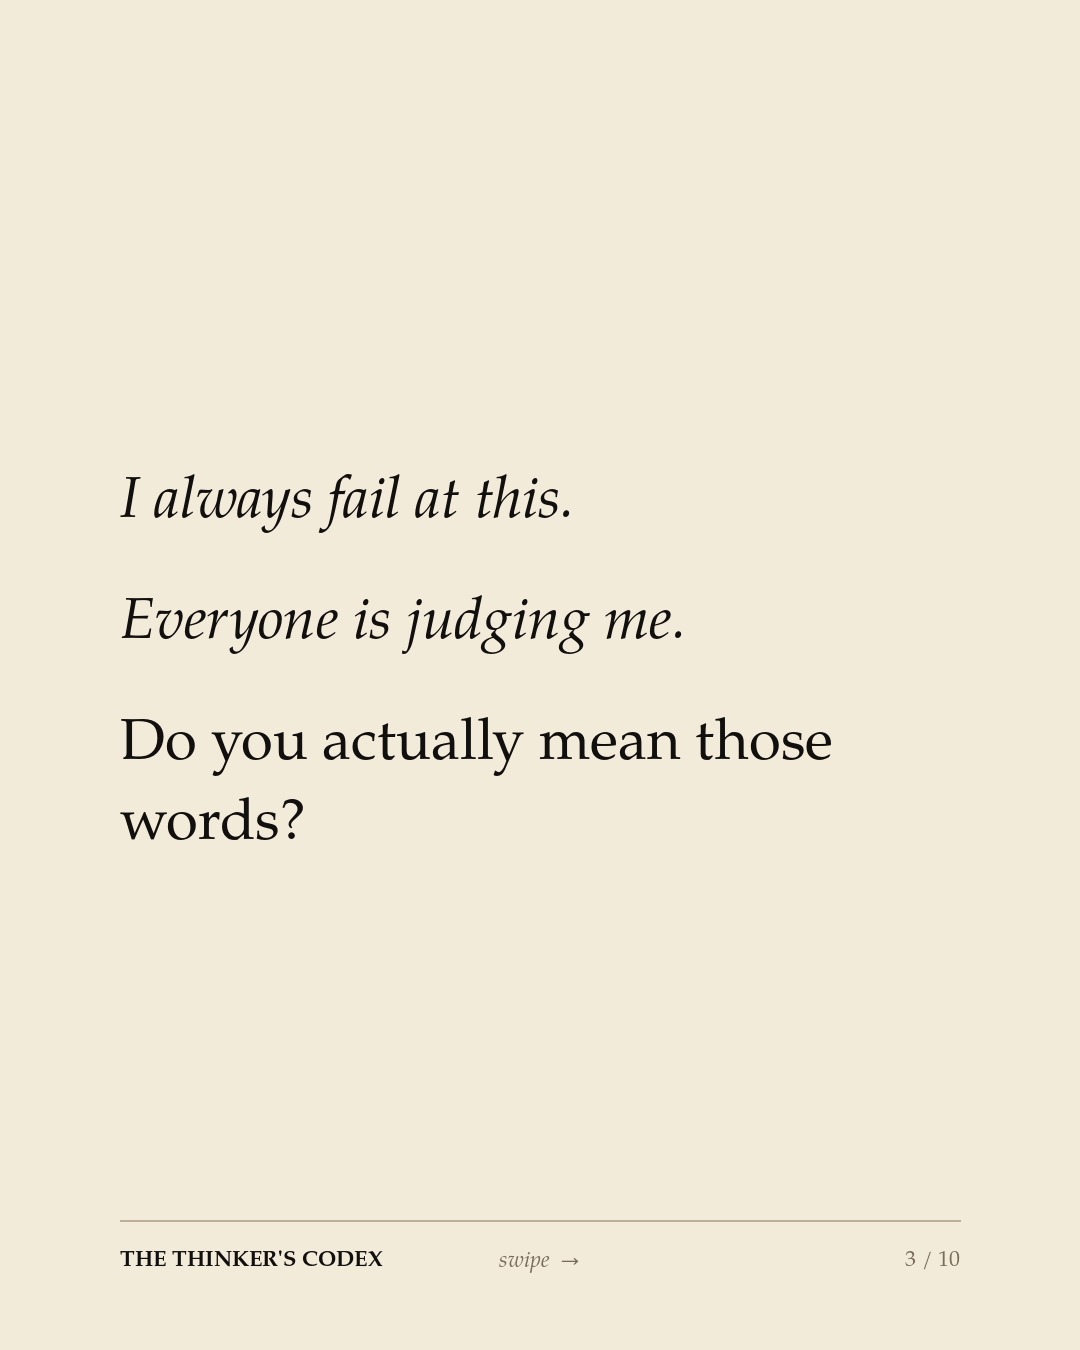 I always fail at this.
Everyone is judging me.
Do you actually mean those
words?
THE THINKER'S CODEX
swipe →
3 / 10